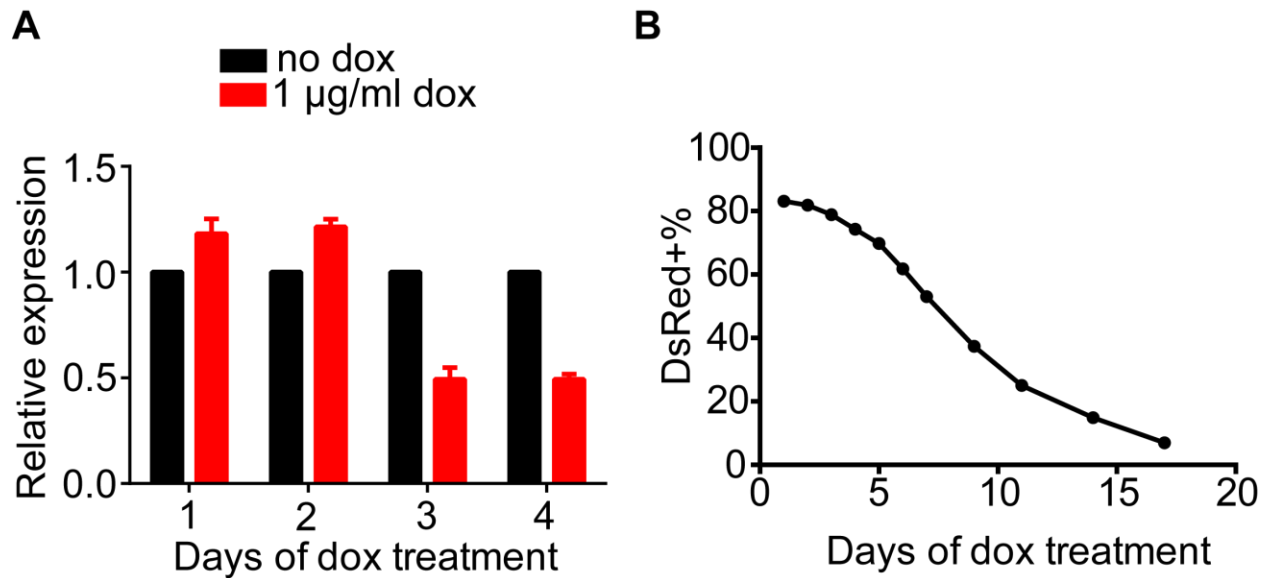 A
no dox
1 µg/ml dox
Relative expression
1.5
1.0
0.5
0.0
1 2 3 4
Days of dox treatment
B
DsRed+%
100
80
60
40
20
0
0 5 10 15 20
Days of dox treatment